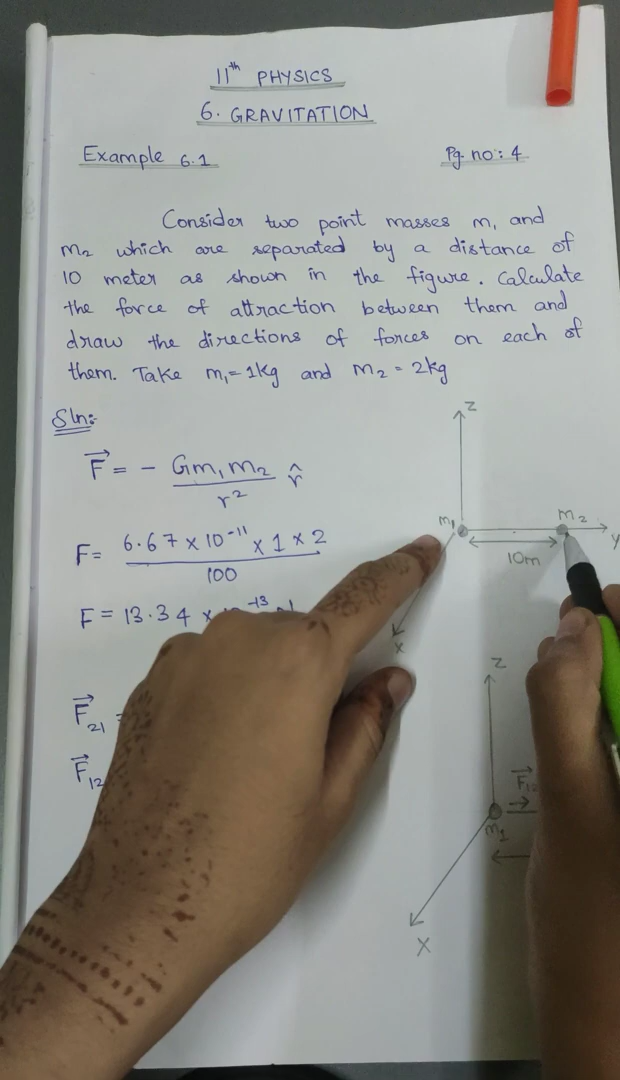 11th PHYSICS
6. GRAVITATION
Example 6.1 Pg. no: 4
Consider two point masses m₁ and
m₂ which are separated by a distance of
10 meter as shown in the figure. Calculate
the force of attraction between them and
draw the directions of forces on each of
them. Take m₁ = 1kg and m₂ = 2kg
Sln:-
F⃗ = - Gm₁m₂ / r² r̂
F = 6.67 × 10⁻¹¹ × 1 × 2 / 100
F = 13.34 ×
F⃗₂₁ =
F⃗₁₂
Z
m₁ m₂
Y
10m
X
Z
m₁
X